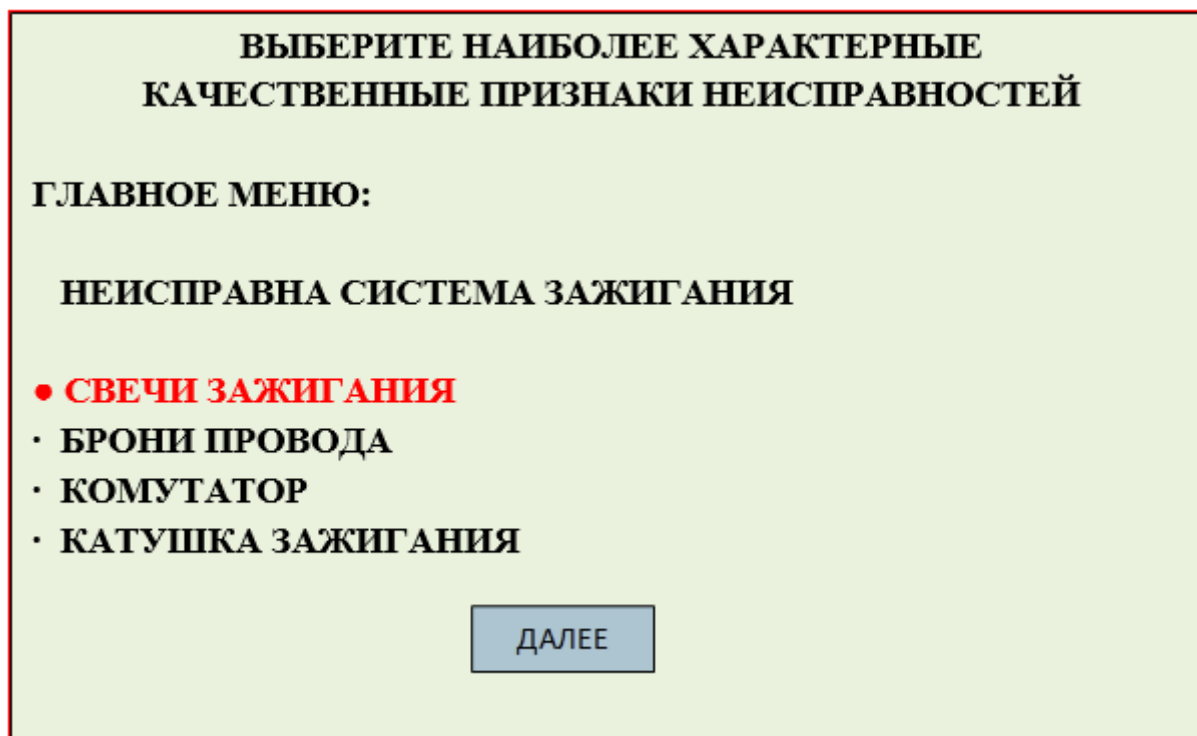 ВЫБЕРИТЕ НАИБОЛЕЕ ХАРАКТЕРНЫЕ
КАЧЕСТВЕННЫЕ ПРИЗНАКИ НЕИСПРАВНОСТЕЙ
ГЛАВНОЕ МЕНЮ:
НЕИСПРАВНА СИСТЕМА ЗАЖИГАНИЯ
● СВЕЧИ ЗАЖИГАНИЯ
· БРОНИ ПРОВОДА
· КОМУТАТОР
· КАТУШКА ЗАЖИГАНИЯ
ДАЛЕЕ